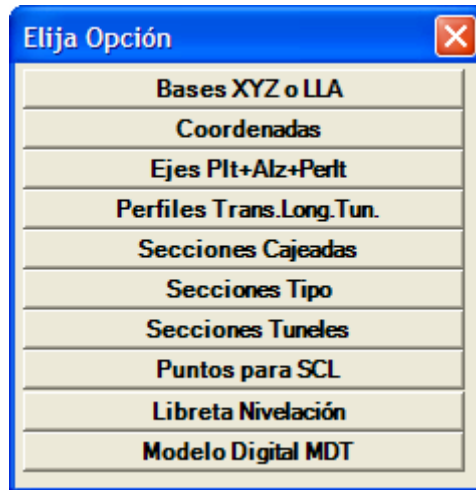 Elija Opción
Bases XYZ o LLA
Coordenadas
Ejes Plt+Alz+Perlt
Perfiles Trans.Long.Tun.
Secciones Cajeadas
Secciones Tipo
Secciones Tuneles
Puntos para SCL
Libreta Nivelación
Modelo Digital MDT